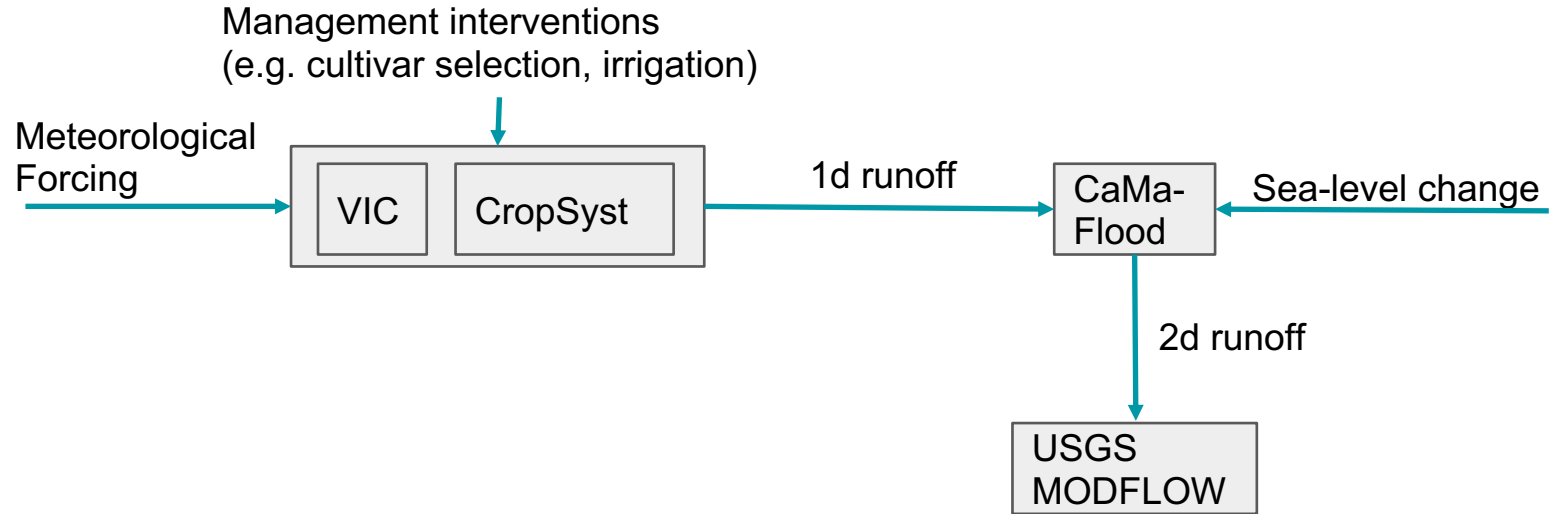 Management interventions
(e.g. cultivar selection, irrigation)
Meteorological
Forcing
VIC
CropSyst
1d runoff
CaMa-
Flood
Sea-level change
2d runoff
USGS
MODFLOW